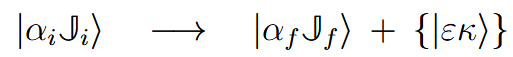 |α_i 𝕁_i⟩ ⟶ |α_f 𝕁_f⟩ + {|εκ⟩}